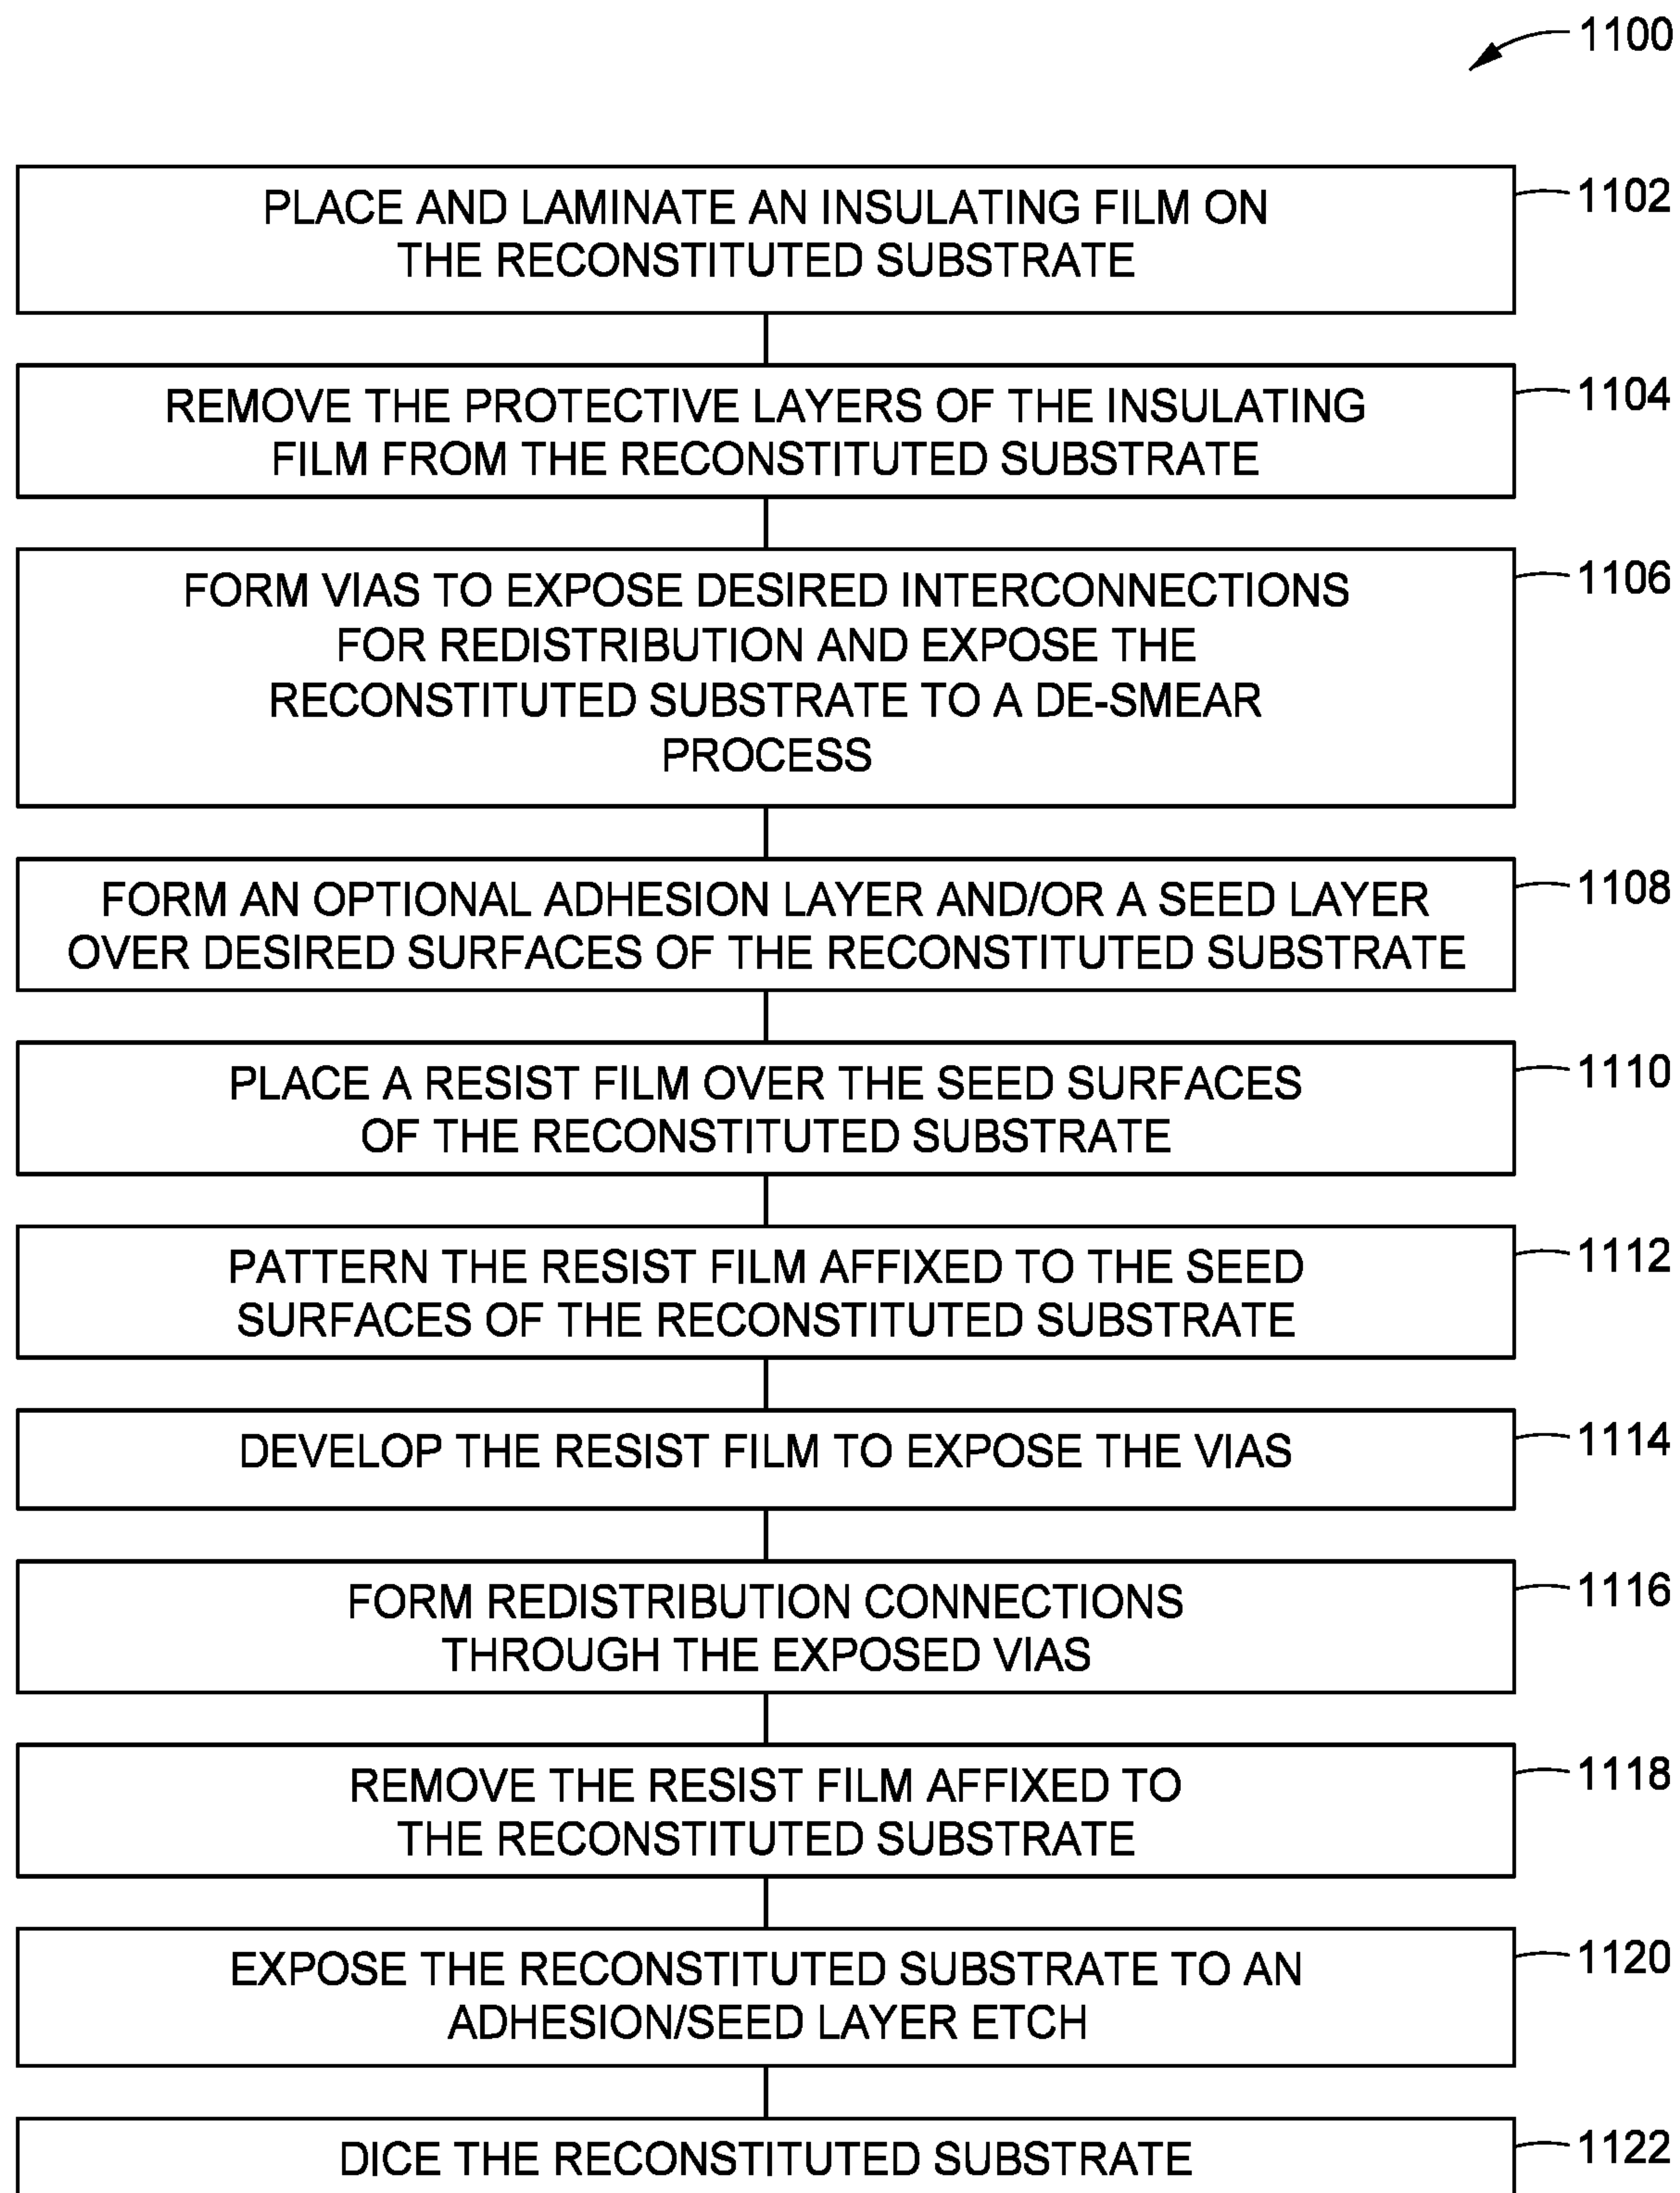 1100
PLACE AND LAMINATE AN INSULATING FILM ON
THE RECONSTITUTED SUBSTRATE
1102
REMOVE THE PROTECTIVE LAYERS OF THE INSULATING
FILM FROM THE RECONSTITUTED SUBSTRATE
1104
FORM VIAS TO EXPOSE DESIRED INTERCONNECTIONS
FOR REDISTRIBUTION AND EXPOSE THE
RECONSTITUTED SUBSTRATE TO A DE-SMEAR
PROCESS
1106
FORM AN OPTIONAL ADHESION LAYER AND/OR A SEED LAYER
OVER DESIRED SURFACES OF THE RECONSTITUTED SUBSTRATE
1108
PLACE A RESIST FILM OVER THE SEED SURFACES
OF THE RECONSTITUTED SUBSTRATE
1110
PATTERN THE RESIST FILM AFFIXED TO THE SEED
SURFACES OF THE RECONSTITUTED SUBSTRATE
1112
DEVELOP THE RESIST FILM TO EXPOSE THE VIAS
1114
FORM REDISTRIBUTION CONNECTIONS
THROUGH THE EXPOSED VIAS
1116
REMOVE THE RESIST FILM AFFIXED TO
THE RECONSTITUTED SUBSTRATE
1118
EXPOSE THE RECONSTITUTED SUBSTRATE TO AN
ADHESION/SEED LAYER ETCH
1120
DICE THE RECONSTITUTED SUBSTRATE
1122